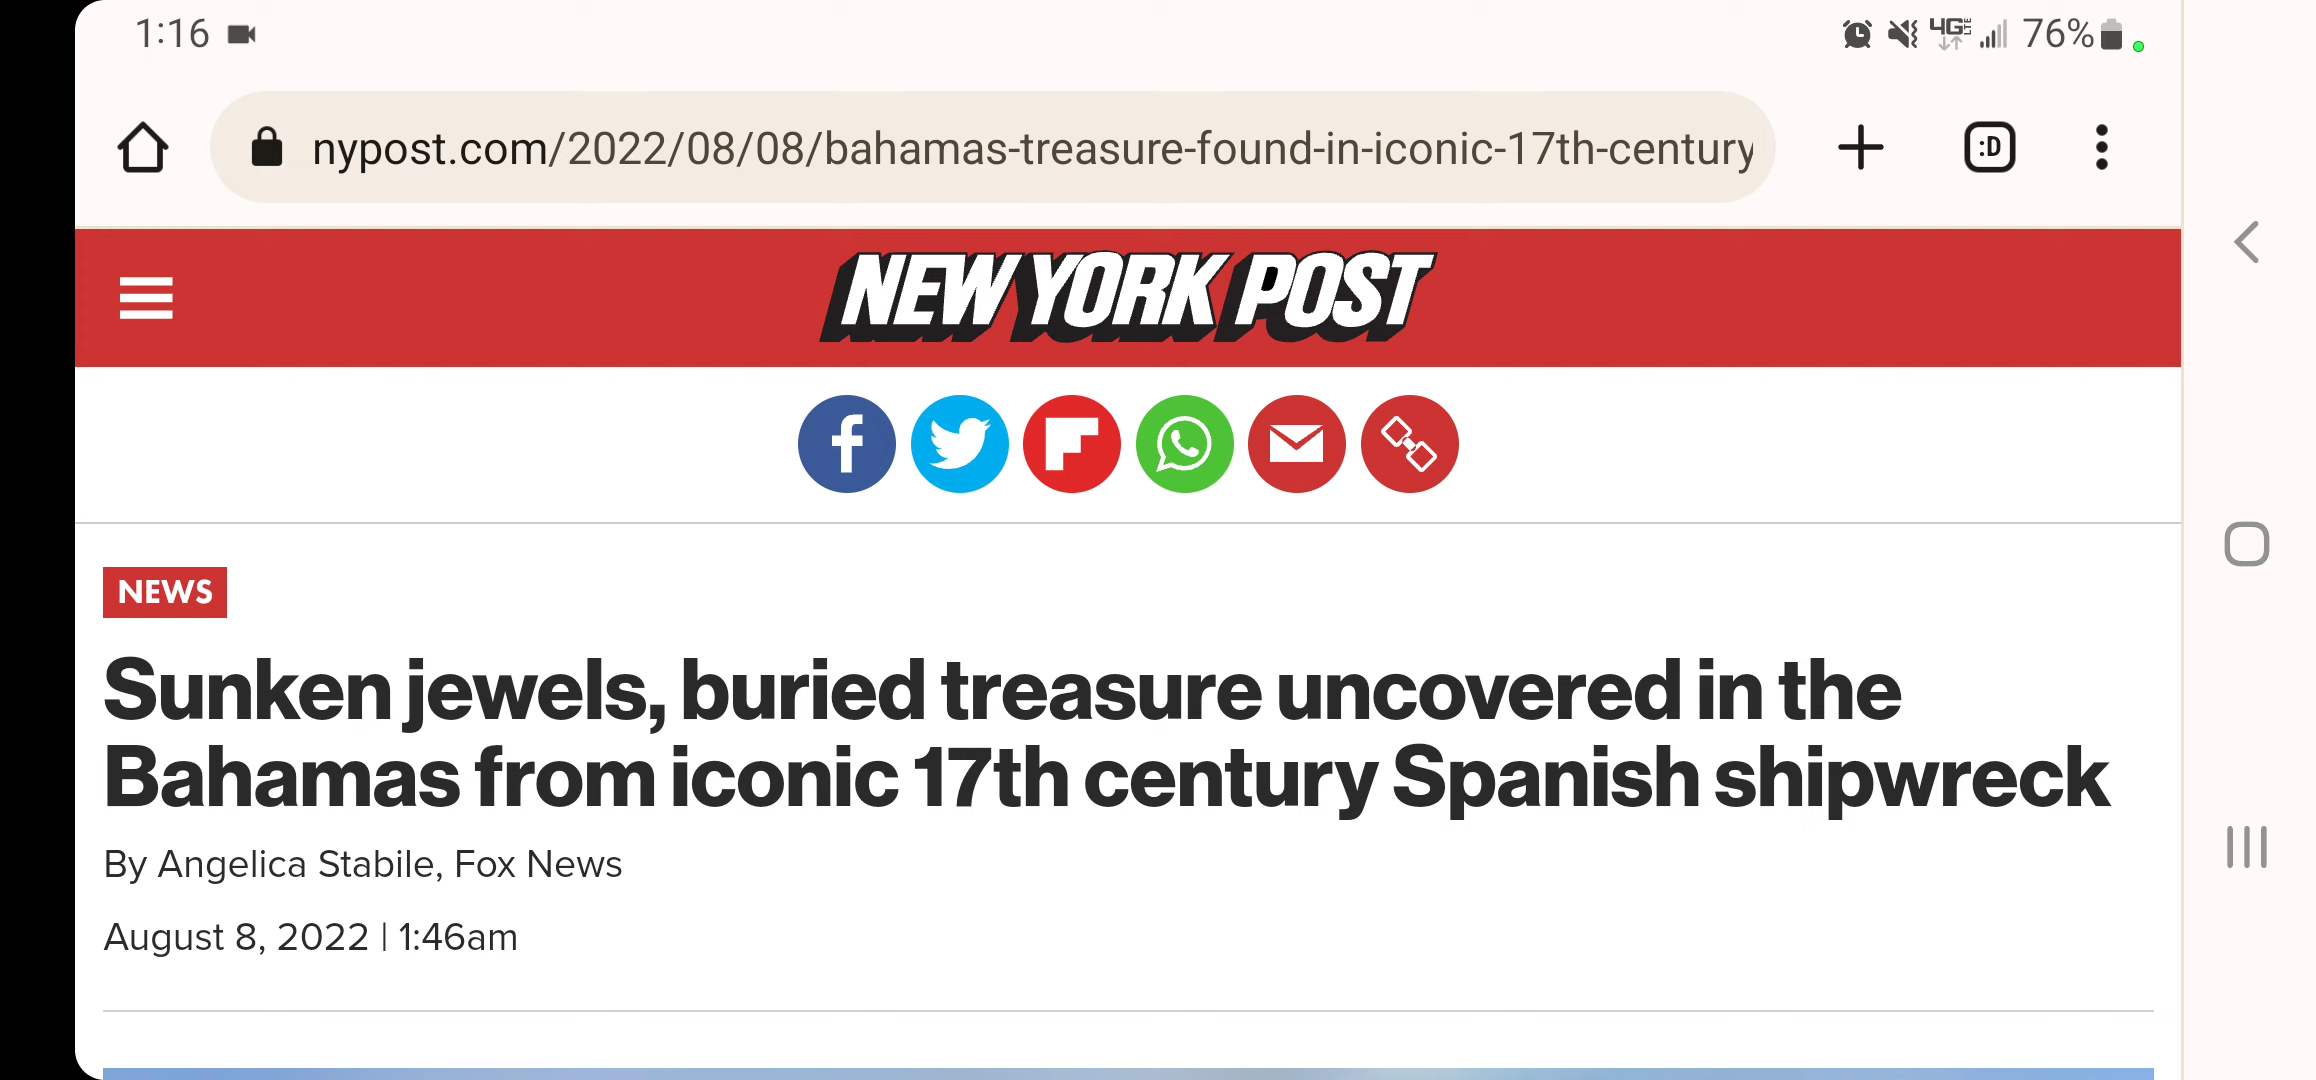 1:16
4G LTE 76%
nypost.com/2022/08/08/bahamas-treasure-found-in-iconic-17th-century
:D
NEW YORK POST
NEWS
Sunken jewels, buried treasure uncovered in the
Bahamas from iconic 17th century Spanish shipwreck
By Angelica Stabile, Fox News
August 8, 2022 | 1:46am